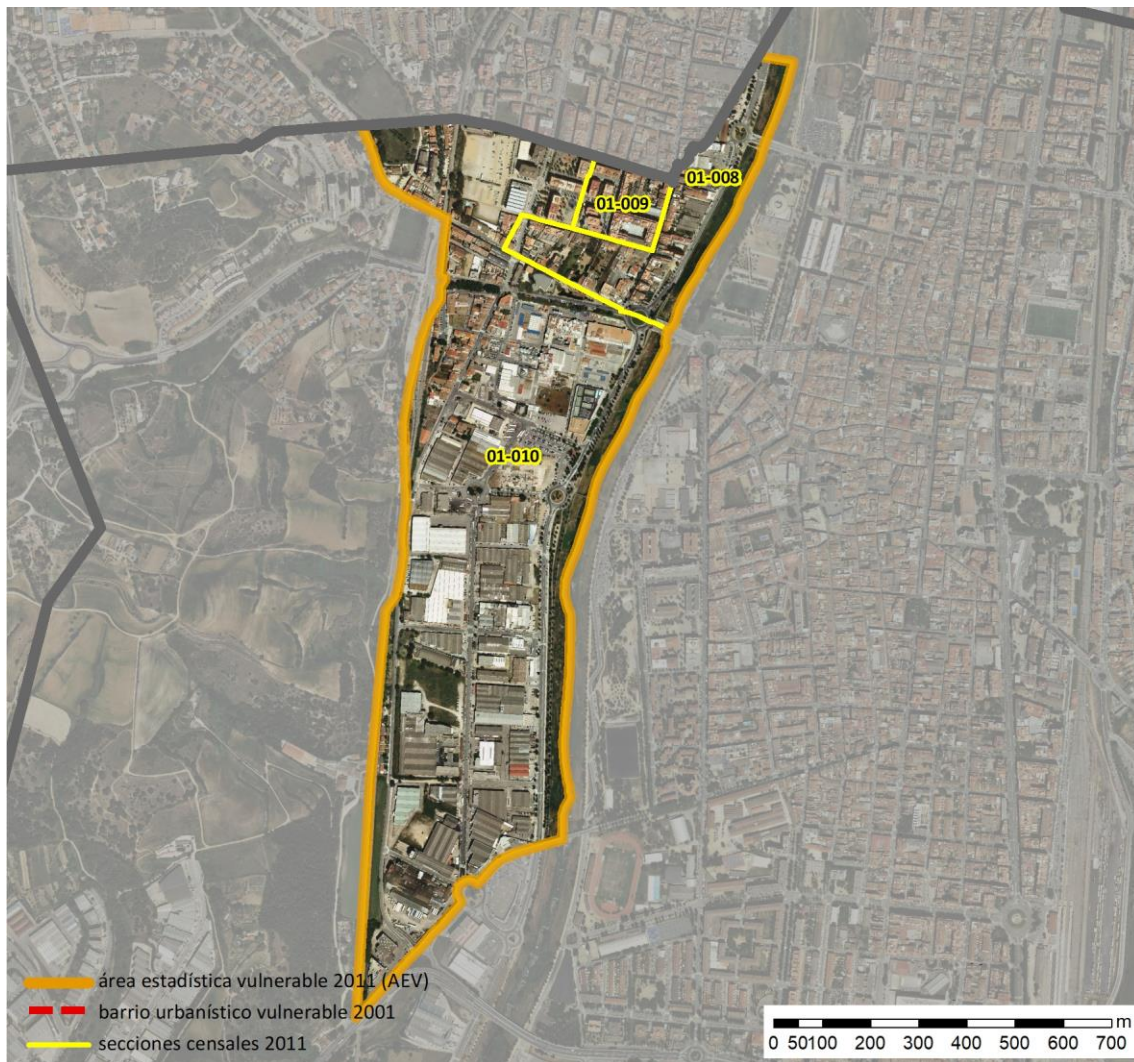 01-008
01-009
01-010
área estadística vulnerable 2011 (AEV)
barrio urbanístico vulnerable 2001
secciones censales 2011
m
0 50100 200 300 400 500 600 700